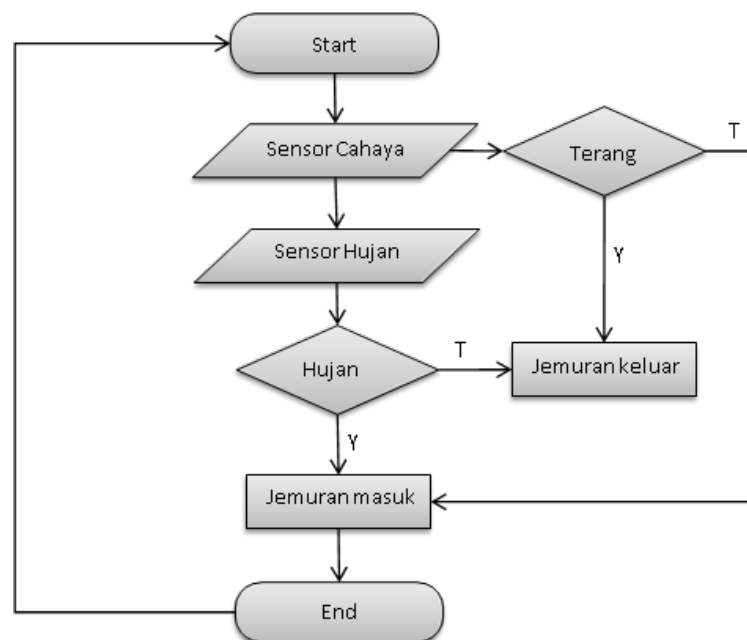 Start
Sensor Cahaya
Terang
T
Y
Sensor Hujan
Hujan
T
Jemuran keluar
Y
Jemuran masuk
End